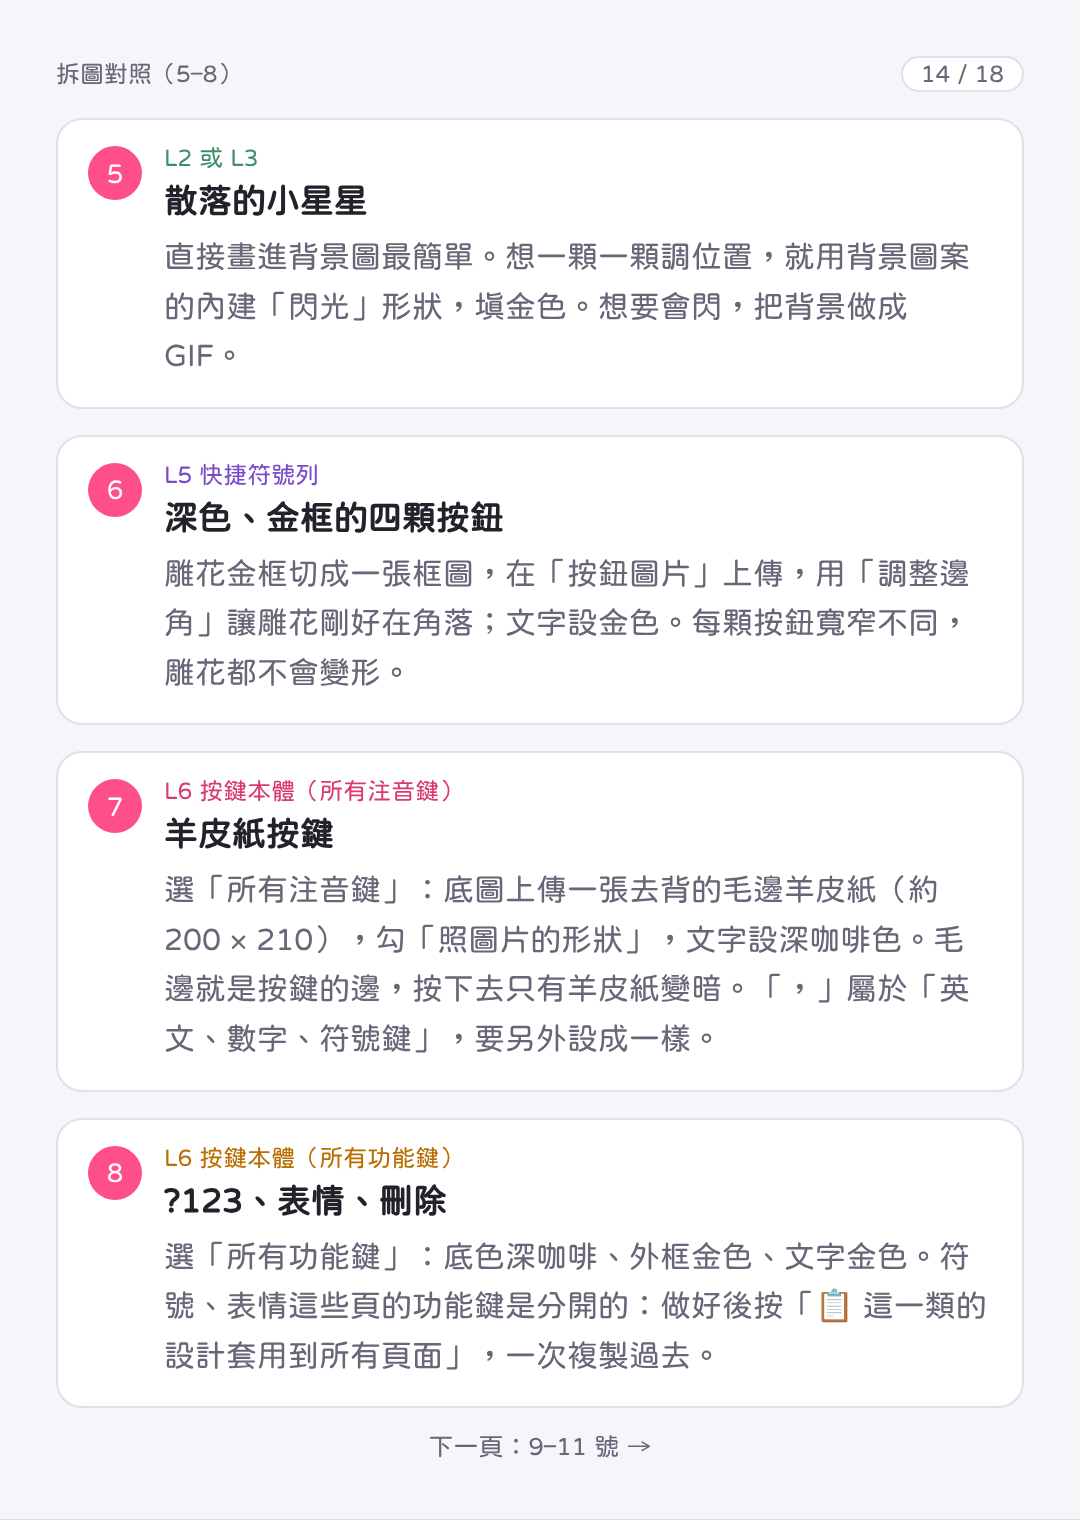 拆圖對照（5–8）
14 / 18
5
L2 或 L3
散落的小星星
直接畫進背景圖最簡單。想一顆一顆調位置，就用背景圖案
的內建「閃光」形狀，填金色。想要會閃，把背景做成
GIF。
6
L5 快捷符號列
深色、金框的四顆按鈕
雕花金框切成一張框圖，在「按鈕圖片」上傳，用「調整邊
角」讓雕花剛好在角落；文字設金色。每顆按鈕寬窄不同，
雕花都不會變形。
7
L6 按鍵本體（所有注音鍵）
羊皮紙按鍵
選「所有注音鍵」：底圖上傳一張去背的毛邊羊皮紙（約
200 × 210），勾「照圖片的形狀」，文字設深咖啡色。毛
邊就是按鍵的邊，按下去只有羊皮紙變暗。「，」屬於「英
文、數字、符號鍵」，要另外設成一樣。
8
L6 按鍵本體（所有功能鍵）
?123、表情、刪除
選「所有功能鍵」：底色深咖啡、外框金色、文字金色。符
號、表情這些頁的功能鍵是分開的：做好後按「📋 這一類的
設計套用到所有頁面」，一次複製過去。
下一頁：9–11 號 →